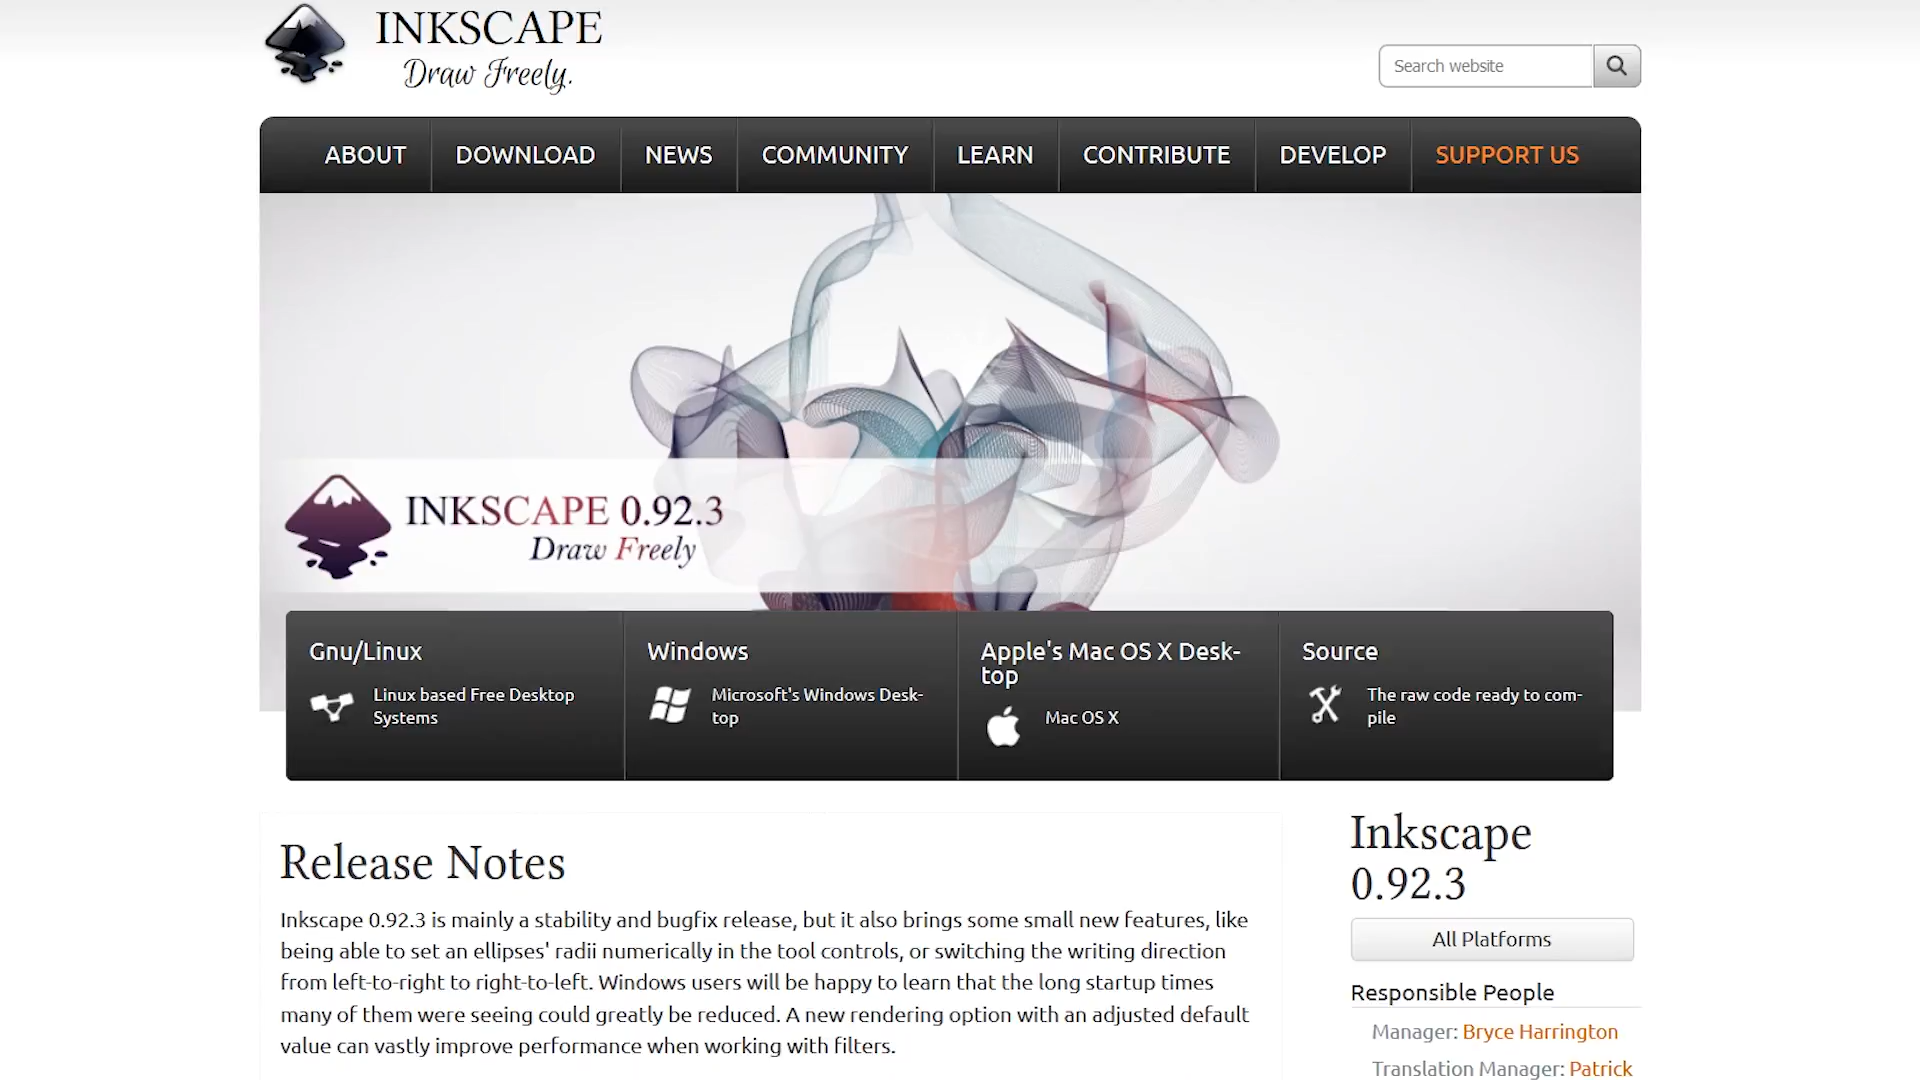 INKSCAPE
Draw Freely.
Search website
ABOUT
DOWNLOAD
NEWS
COMMUNITY
LEARN
CONTRIBUTE
DEVELOP
SUPPORT US
INKSCAPE 0.92.3
Draw Freely
Gnu/Linux
Linux based Free Desktop
Systems
Windows
Microsoft's Windows Desk-
top
Apple's Mac OS X Desk-
top
Mac OS X
Source
The raw code ready to com-
pile
Release Notes
Inkscape 0.92.3 is mainly a stability and bugfix release, but it also brings some small new features, like
being able to set an ellipses' radii numerically in the tool controls, or switching the writing direction
from left-to-right to right-to-left. Windows users will be happy to learn that the long startup times
many of them were seeing could greatly be reduced. A new rendering option with an adjusted default
value can vastly improve performance when working with filters.
Inkscape
0.92.3
All Platforms
Responsible People
Manager: Bryce Harrington
Translation Manager: Patrick